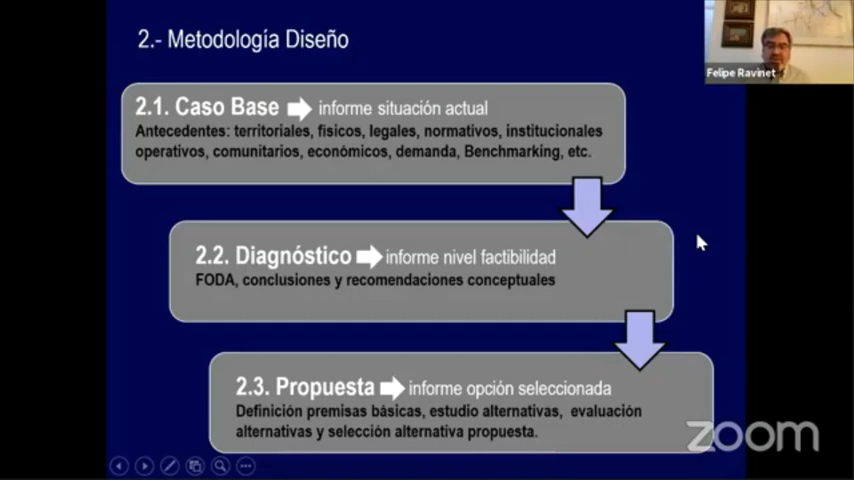 2.- Metodología Diseño
Felipe Ravinet
2.1. Caso Base informe situación actual
Antecedentes: territoriales, físicos, legales, normativos, institucionales
operativos, comunitarios, económicos, demanda, Benchmarking, etc.
2.2. Diagnóstico informe nivel factibilidad
FODA, conclusiones y recomendaciones conceptuales
2.3. Propuesta informe opción seleccionada
Definición premisas básicas, estudio alternativas, evaluación
alternativas y selección alternativa propuesta.
zoom